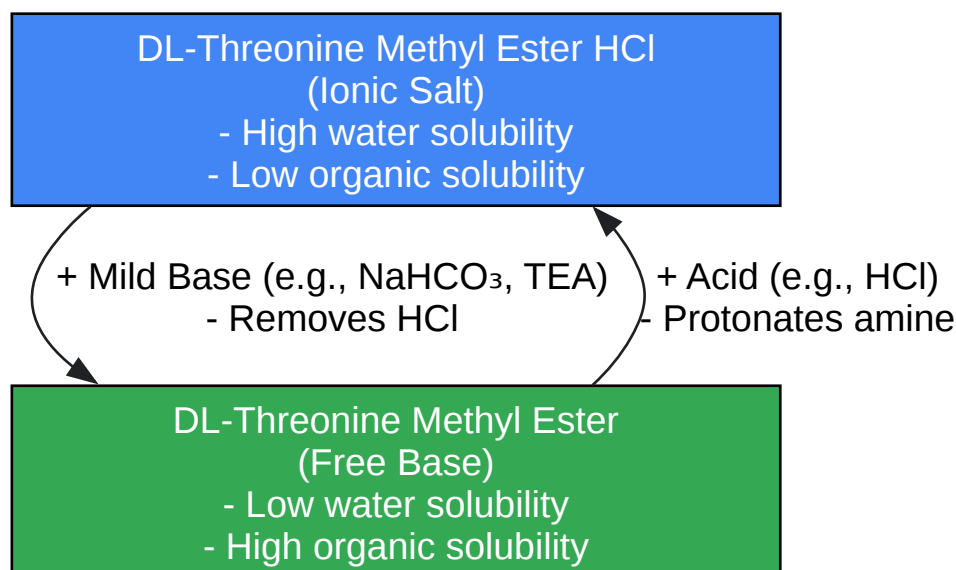 DL-Threonine Methyl Ester HCl
(Ionic Salt)
- High water solubility
- Low organic solubility
+ Mild Base (e.g., NaHCO₃, TEA)
- Removes HCl
+ Acid (e.g., HCl)
- Protonates amine
DL-Threonine Methyl Ester
(Free Base)
- Low water solubility
- High organic solubility